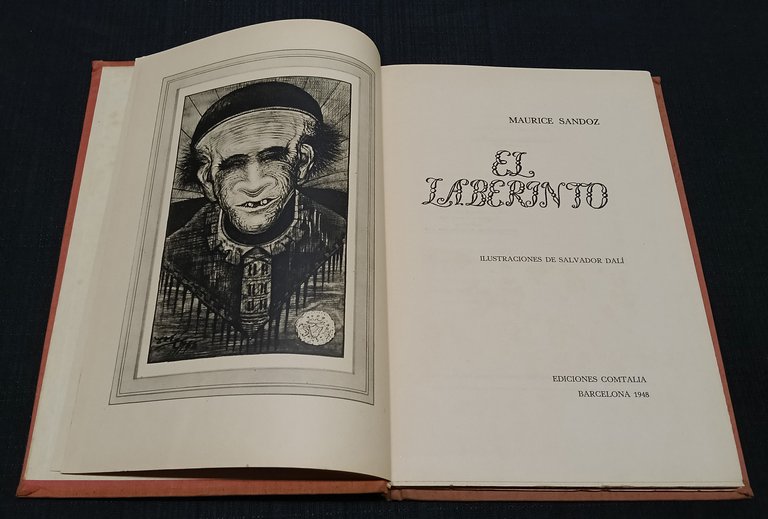 MAURICE SANDOZ
EL
LABERINTO
ILUSTRACIONES DE SALVADOR DALÍ
EDICIONES COMTALIA
BARCELONA 1948